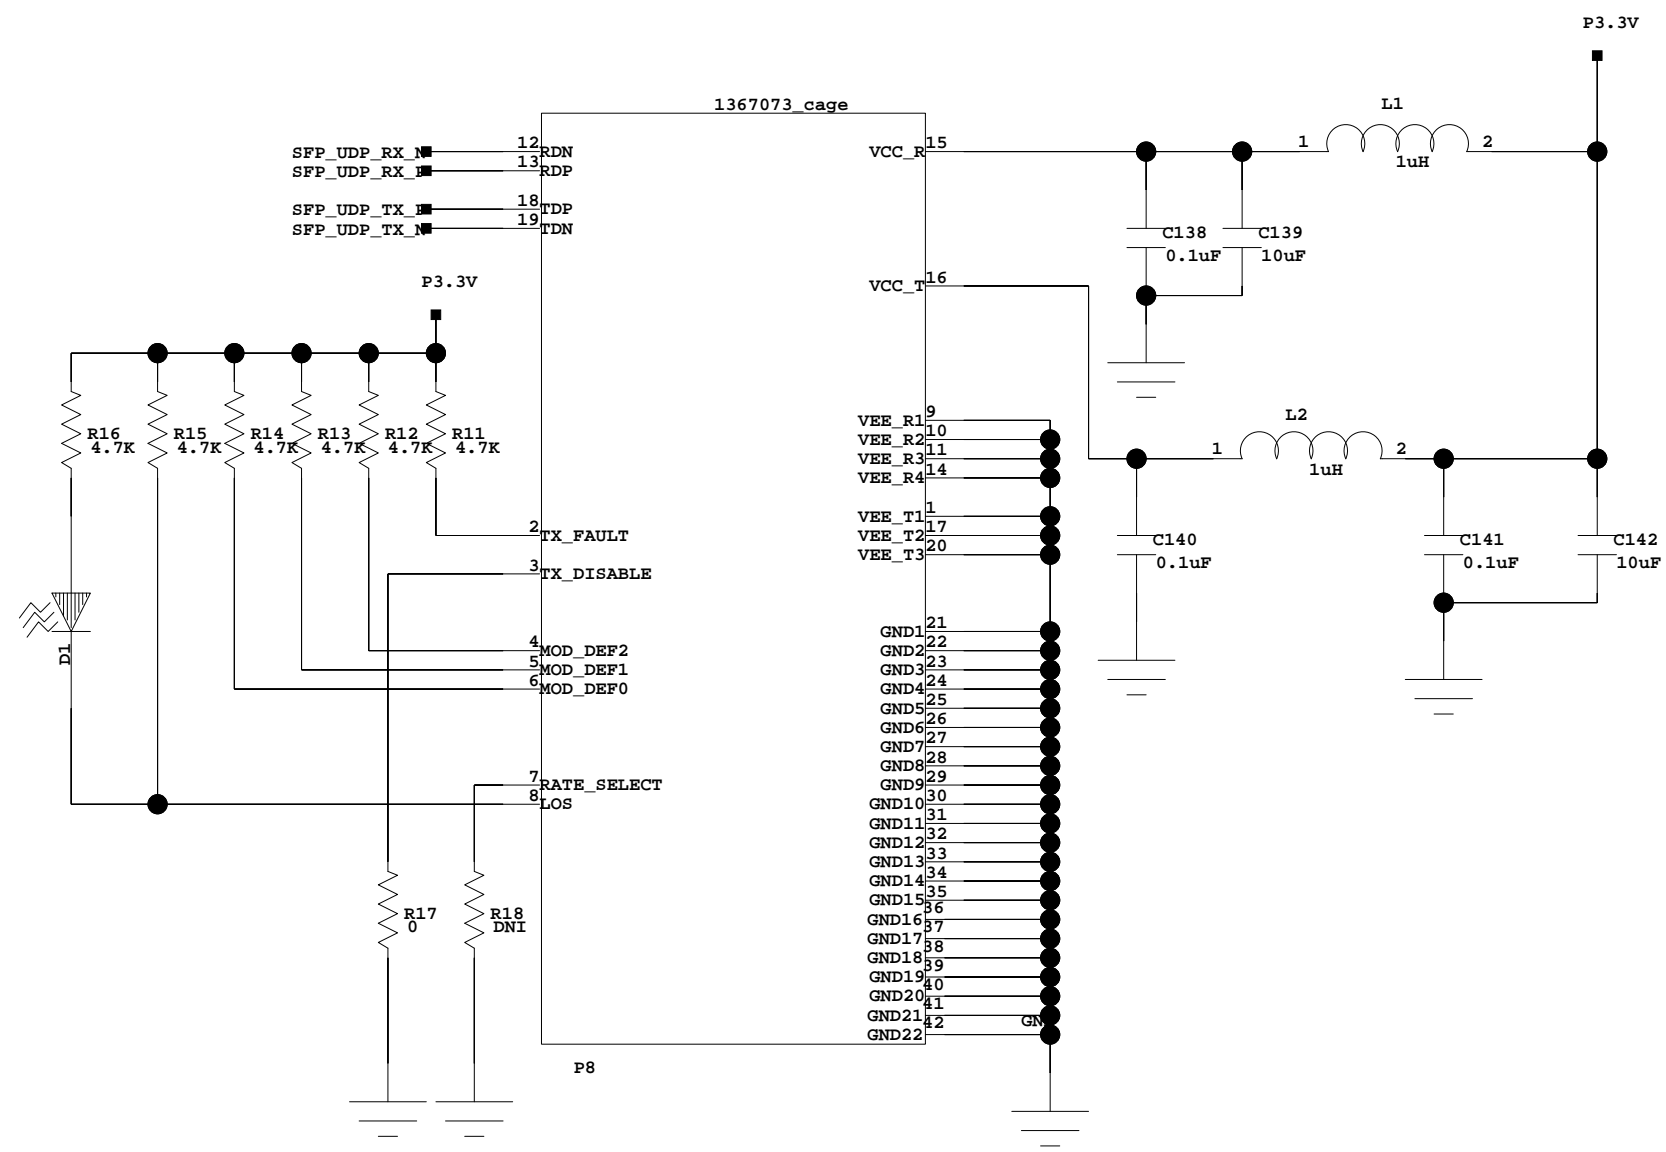 P3.3V
1367073_cage
L1
1 2
1uH
SFP_UDP_RX_N 12 RDN
SFP_UDP_RX_P 13 RDP
SFP_UDP_TX_P 18 TDP
SFP_UDP_TX_N 19 TDN
VCC_R 15
C138 C139
0.1uF 10uF
P3.3V
VCC_T 16
R16 R15 R14 R13 R12 R11
4.7K 4.7K 4.7K 4.7K 4.7K 4.7K
VEE_R1 9
VEE_R2 10
VEE_R3 11
VEE_R4 14
L2
1 2
1uH
VEE_T1 1
VEE_T2 17
VEE_T3 20
2 TX_FAULT
3 TX_DISABLE
C140
0.1uF
C141
0.1uF
C142
10uF
D1
4 MOD_DEF2
5 MOD_DEF1
6 MOD_DEF0
7 RATE_SELECT
8 LOS
GND1 21
GND2 22
GND3 23
GND4 24
GND5 25
GND6 26
GND7 27
GND8 28
GND9 29
GND10 30
GND11 31
GND12 32
GND13 33
GND14 34
GND15 35
GND16 36
GND17 37
GND18 38
GND19 39
GND20 40
GND21 41
GND22 42
R17
0
R18
DNI
P8